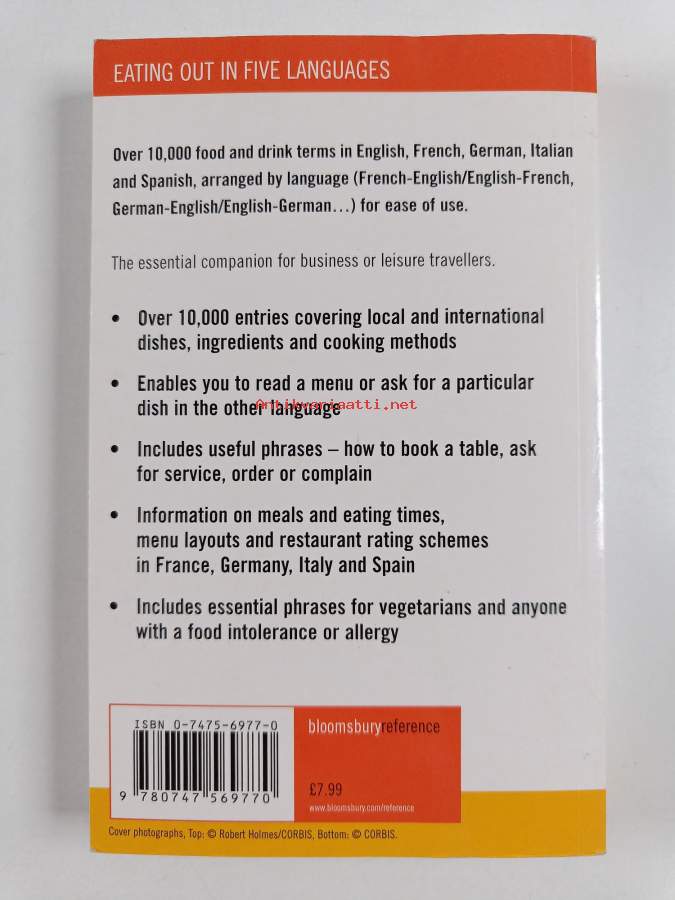 EATING OUT IN FIVE LANGUAGES
Over 10,000 food and drink terms in English, French, German, Italian
and Spanish, arranged by language (French-English/English-French,
German-English/English-German...) for ease of use.
The essential companion for business or leisure travellers.
• Over 10,000 entries covering local and international
dishes, ingredients and cooking methods
• Enables you to read a menu or ask for a particular
dish in the other language
Antikvariaatti.net
• Includes useful phrases – how to book a table, ask
for service, order or complain
• Information on meals and eating times,
menu layouts and restaurant rating schemes
in France, Germany, Italy and Spain
• Includes essential phrases for vegetarians and anyone
with a food intolerance or allergy
ISBN 0-7475-6977-0
9 780747 569770
bloomsburyreference
£7.99
www.bloomsbury.com/reference
Cover photographs, Top: © Robert Holmes/CORBIS, Bottom: © CORBIS.